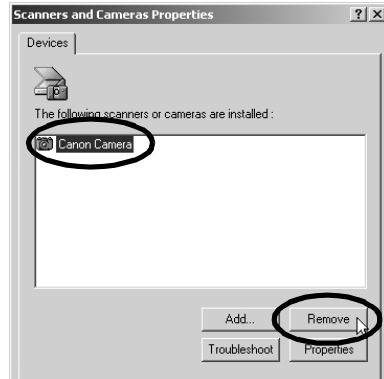 Scanners and Cameras Properties
Devices
The following scanners or cameras are installed :
Canon Camera
Add... Remove
Troubleshoot Properties